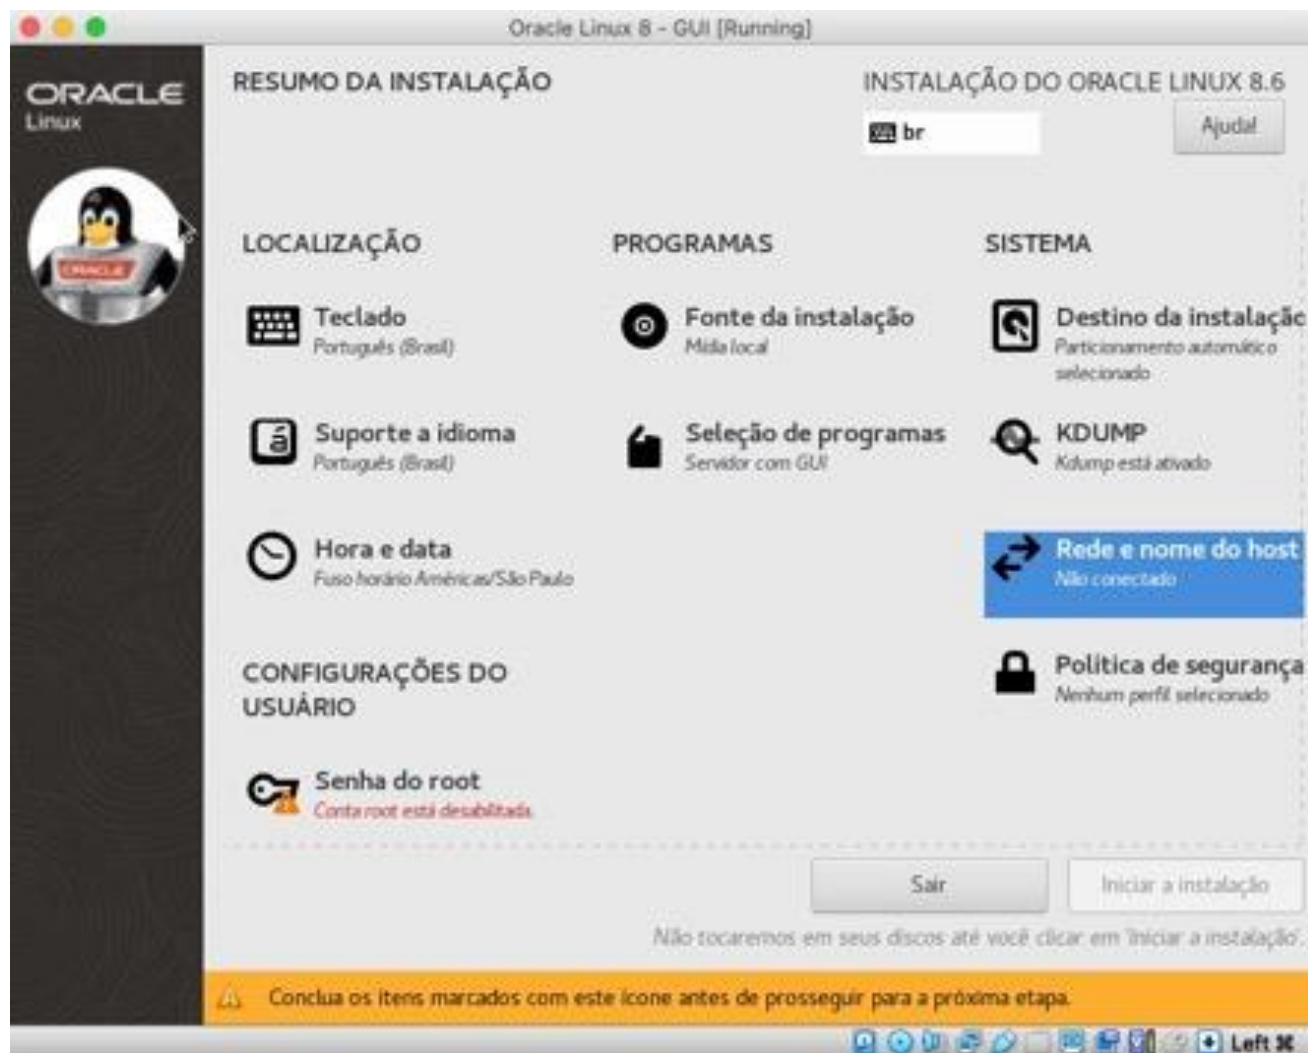 Oracle Linux 8 - GUI [Running]
ORACLE
Linux
ORACLE
RESUMO DA INSTALAÇÃO
INSTALAÇÃO DO ORACLE LINUX 8.6
br
Ajuda!
LOCALIZAÇÃO
Teclado
Português (Brasil)
Suporte a idioma
Português (Brasil)
Hora e data
Fuso horário Américas/São Paulo
CONFIGURAÇÕES DO
USUÁRIO
Senha do root
Conta root está desabilitada.
PROGRAMAS
Fonte da instalação
Mídia local
Seleção de programas
Servidor com GUI
SISTEMA
Destino da instalação
Particionamento automático
selecionado
KDUMP
Kdump está ativado
Rede e nome do host
Não conectado
Política de segurança
Nenhum perfil selecionado
Sair
Iniciar a instalação
Não tocaremos em seus discos até você clicar em 'Iniciar a instalação'.
Conclua os itens marcados com este ícone antes de prosseguir para a próxima etapa.
Left ⌘